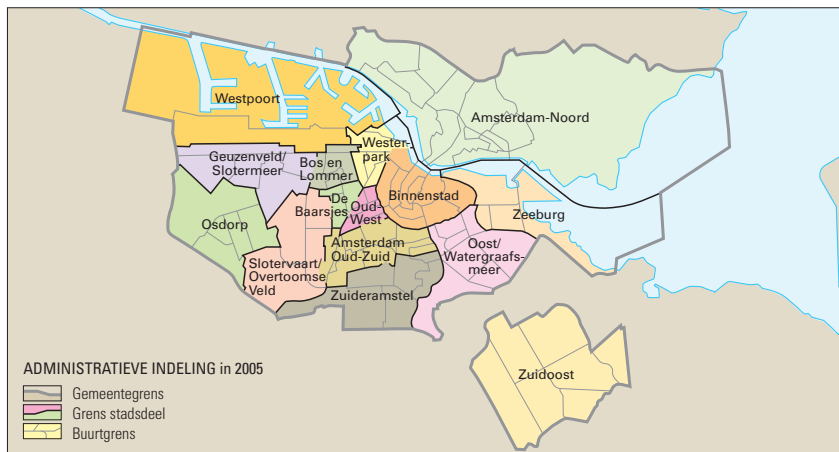 Westpoort
Amsterdam-Noord
Wester-
park
Geuzenveld/
Slotermeer
Bos en
Lommer
Binnenstad
De
Baarsjes
Oud-
West
Zeeburg
Osdorp
Amsterdam
Oud-Zuid
Oost/
Watergraafs-
meer
Slotervaart/
Overtoomse
Veld
Zuideramstel
Zuidoost
ADMINISTRATIEVE INDELING in 2005
Gemeentegrens
Grens stadsdeel
Buurtgrens